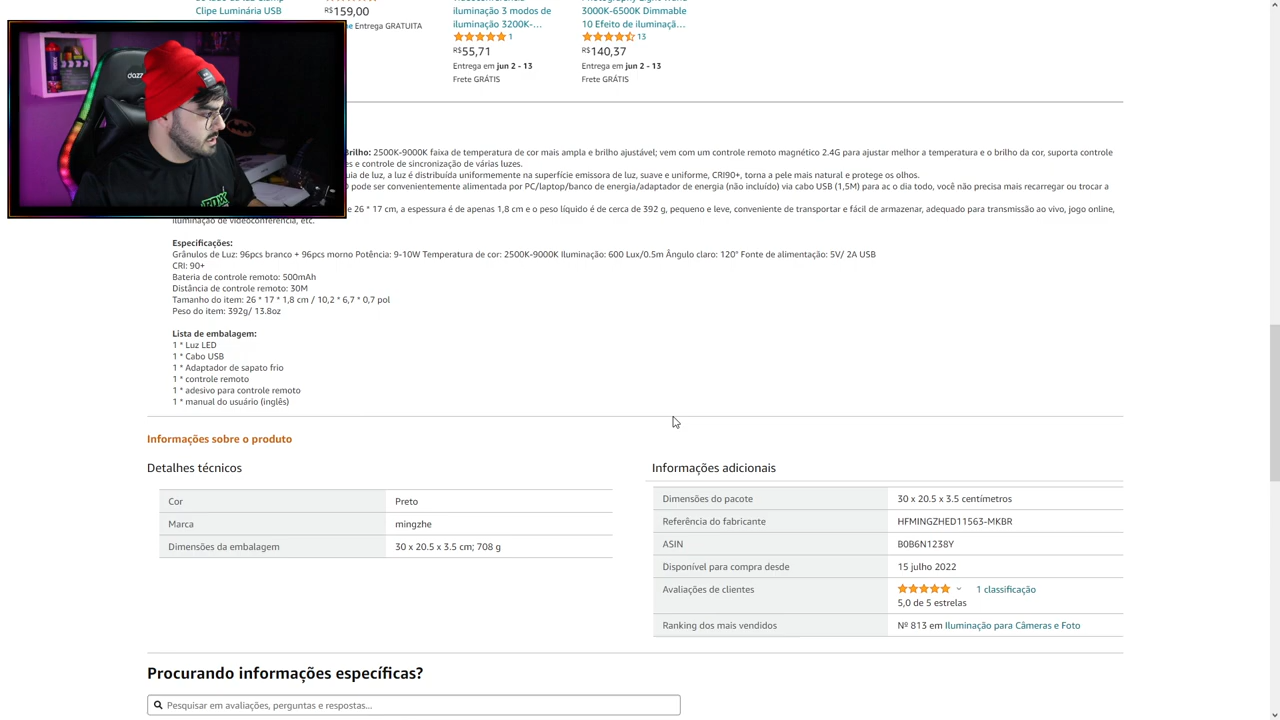 Clipe Luminária USB
R$159,00
Entrega GRATUITA
iluminação 3 modos de
iluminação 3200K-...
1
R$55,71
Entrega em jun 2 - 13
Frete GRÁTIS
3000K-6500K Dimmable
10 Efeito de iluminaçã...
13
R$140,37
Entrega em jun 2 - 13
Frete GRÁTIS
Brilho: 2500K-9000K faixa de temperatura de cor mais ampla e brilho ajustável; vem com um controle remoto magnético 2.4G para ajustar melhor a temperatura e o brilho da cor, suporta controle
es e controle de sincronização de várias luzes.
uia de luz, a luz é distribuída uniformemente na superfície emissora de luz, suave e uniforme, CRI90+, torna a pele mais natural e protege os olhos.
pode ser convenientemente alimentada por PC/laptop/banco de energia/adaptador de energia (não incluído) via cabo USB (1,5M) para ac o dia todo, você não precisa mais recarregar ou trocar a
e 26 * 17 cm, a espessura é de apenas 1,8 cm e o peso líquido é de cerca de 392 g, pequeno e leve, conveniente de transportar e fácil de armazenar, adequado para transmissão ao vivo, jogo online,
iluminação de videoconferência, etc.
Especificações:
Grânulos de Luz: 96pcs branco + 96pcs morno Potência: 9-10W Temperatura de cor: 2500K-9000K Iluminação: 600 Lux/0.5m Ângulo claro: 120° Fonte de alimentação: 5V/ 2A USB
CRI: 90+
Bateria de controle remoto: 500mAh
Distância de controle remoto: 30M
Tamanho do item: 26 * 17 * 1,8 cm / 10,2 * 6,7 * 0,7 pol
Peso do item: 392g/ 13.8oz
Lista de embalagem:
1 * Luz LED
1 * Cabo USB
1 * Adaptador de sapato frio
1 * controle remoto
1 * adesivo para controle remoto
1 * manual do usuário (inglês)
Informações sobre o produto
Detalhes técnicos
Cor Preto
Marca mingzhe
Dimensões da embalagem 30 x 20.5 x 3.5 cm; 708 g
Informações adicionais
Dimensões do pacote 30 x 20.5 x 3.5 centímetros
Referência do fabricante HFMINGZHED11563-MKBR
ASIN B0B6N1238Y
Disponível para compra desde 15 julho 2022
Avaliações de clientes 1 classificação
5,0 de 5 estrelas
Ranking dos mais vendidos Nº 813 em Iluminação para Câmeras e Foto
Procurando informações específicas?
Pesquisar em avaliações, perguntas e respostas...